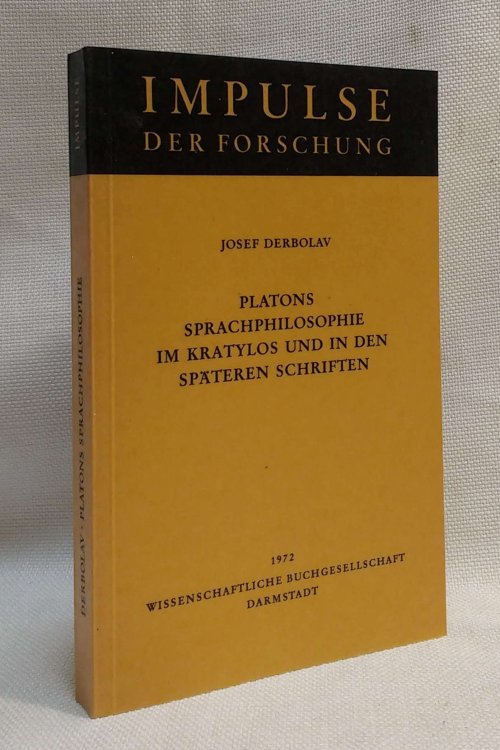 IMPULSE
DER FORSCHUNG
JOSEF DERBOLAV
PLATONS
SPRACHPHILOSOPHIE
IM KRATYLOS UND IN DEN
SPÄTEREN SCHRIFTEN
1972
WISSENSCHAFTLICHE BUCHGESELLSCHAFT
DARMSTADT
IMPULSE
DERBOLAV · PLATONS SPRACHPHILOSOPHIE